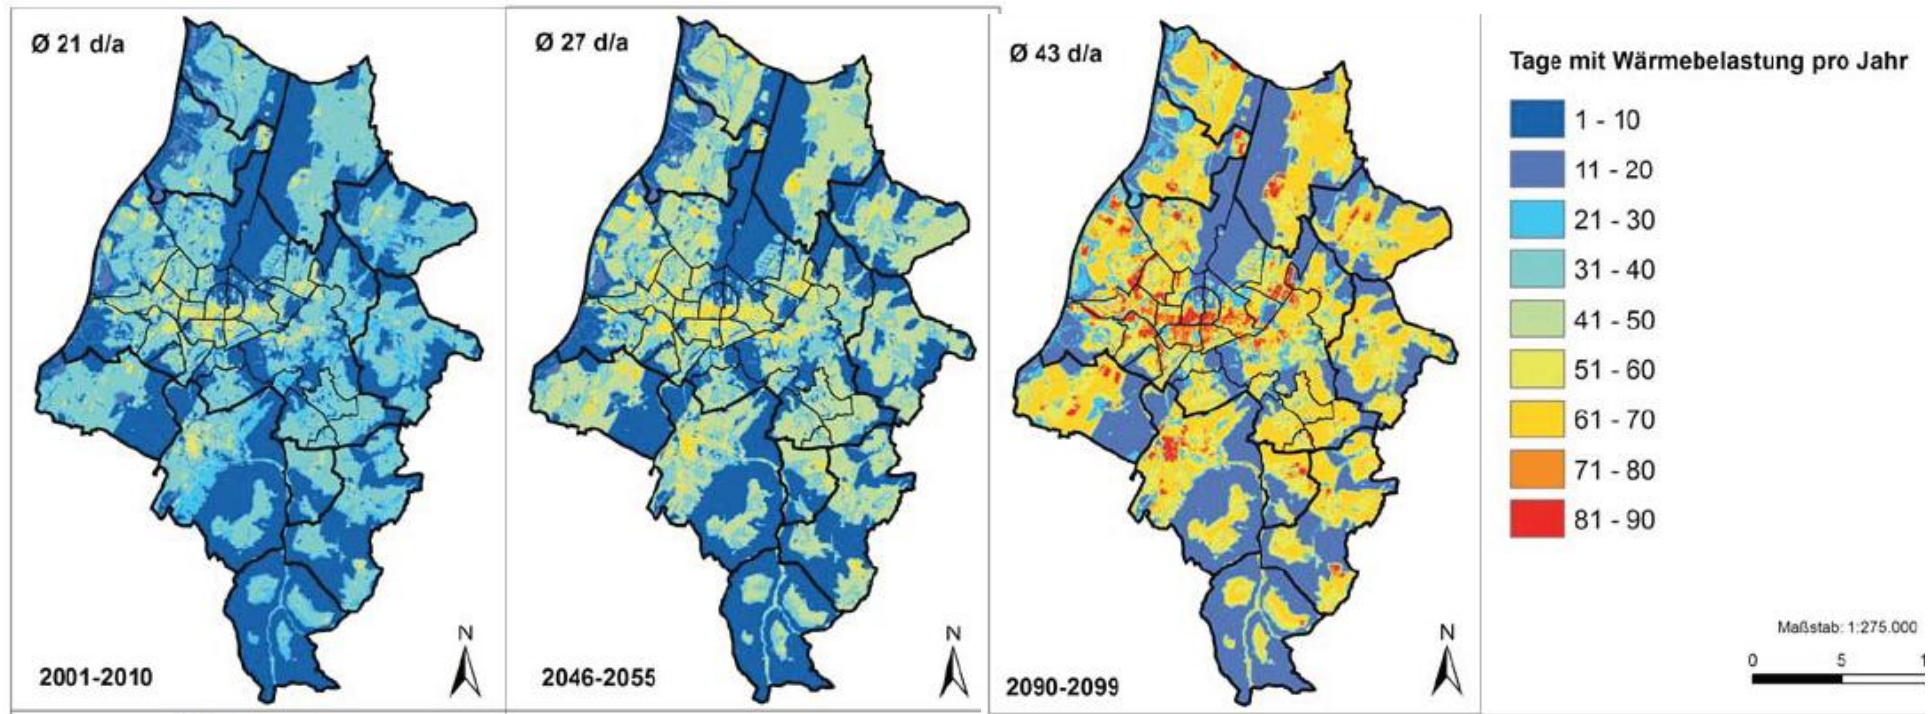 Ø 21 d/a
2001-2010
N
Ø 27 d/a
2046-2055
N
Ø 43 d/a
2090-2099
N
Tage mit Wärmebelastung pro Jahr
1 - 10
11 - 20
21 - 30
31 - 40
41 - 50
51 - 60
61 - 70
71 - 80
81 - 90
Maßstab: 1:275.000
0 5